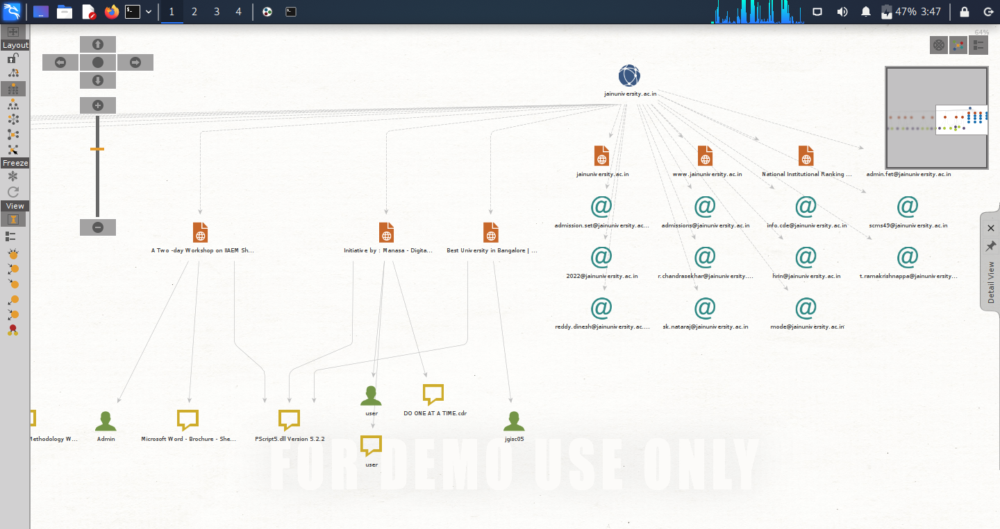 1 2 3 4 47% 3:47
64%
Layout
Freeze
View
jainuniversity.ac.in
jainuniversity.ac.in
www.jainuniversity.ac.in
National Institutional Ranking ...
admin.fet@jainuniversity.ac.in
admission.set@jainuniversity.ac....
admissions@jainuniversity.ac.in
info.cde@jainuniversity.ac.in
scms49@jainuniversity.ac.in
A Two -day Workshop on IIAEM Sh...
Initiative by : Manasa - Digita...
Best University in Bangalore | ...
2022@jainuniversity.ac.in
r.chandrasekhar@jainuniversity....
hrin@jainuniversity.ac.in
t.ramakrishnappa@jainuniversity...
reddy.dinesh@jainuniversity.ac....
sk.nataraj@jainuniversity.ac.in
mode@jainuniversity.ac.in
Detail View
user
DO ONE AT A TIME.cdr
ethodology W...
Admin
Microsoft Word - Brochure - She...
PScript5.dll Version 5.2.2
jgisc05
user
FOR DEMO USE ONLY